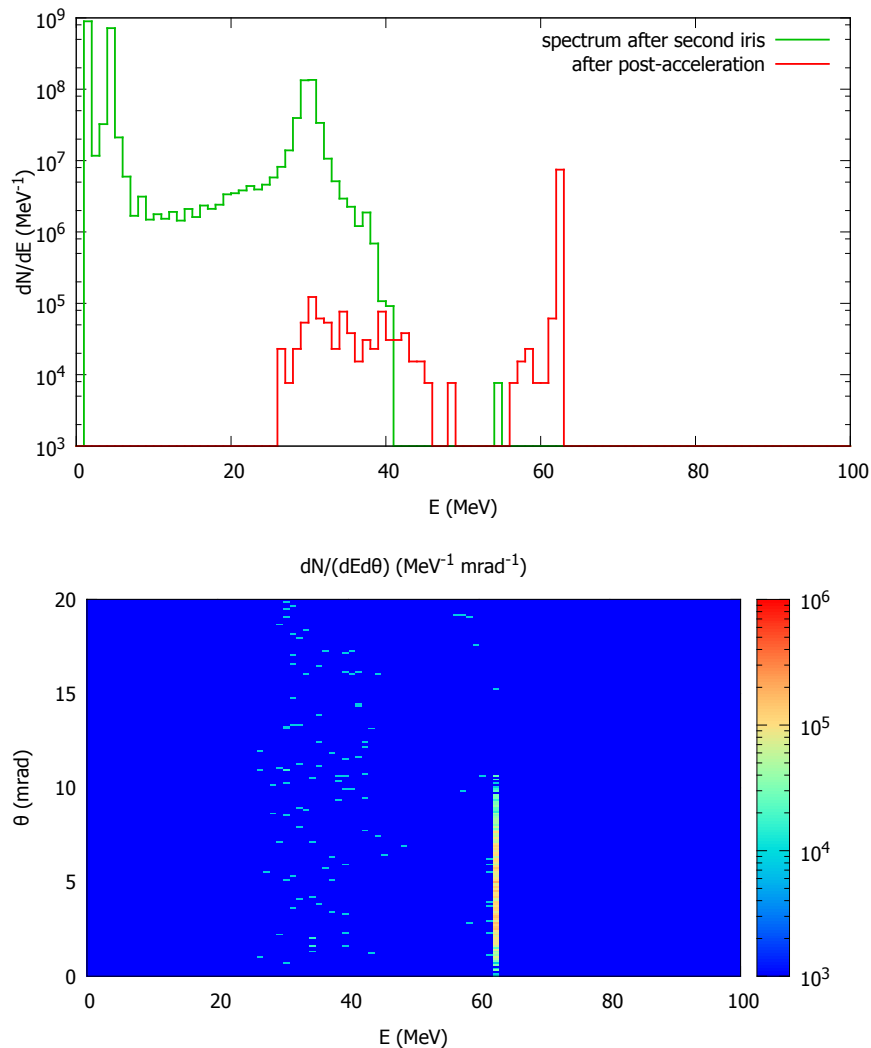 10⁹
10⁸
10⁷
10⁶
10⁵
10⁴
10³
dN/dE (MeV⁻¹)
spectrum after second iris
after post-acceleration
0 20 40 60 80 100
E (MeV)
dN/(dEdθ) (MeV⁻¹ mrad⁻¹)
20
15
10
5
0
θ (mrad)
10⁶
10⁵
10⁴
10³
0 20 40 60 80 100
E (MeV)